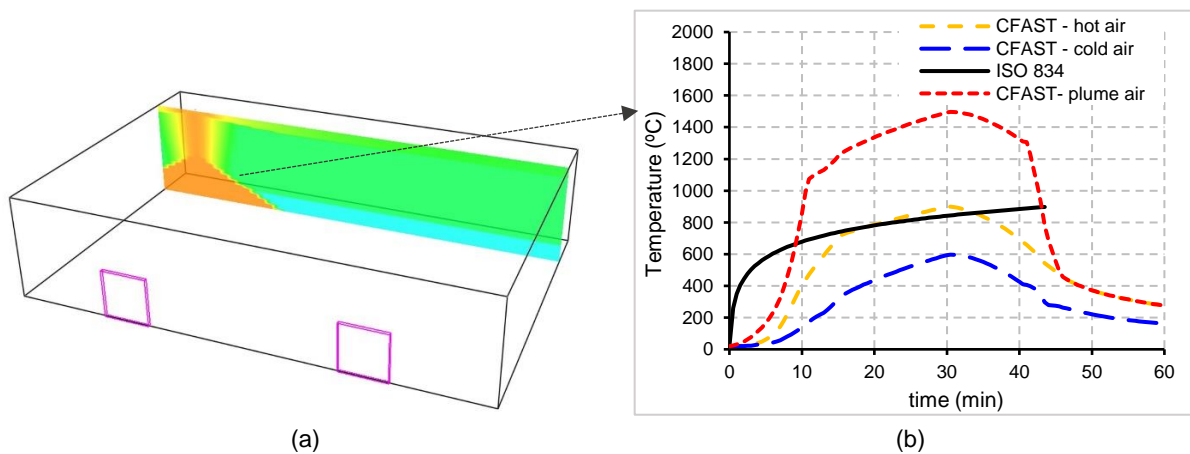 CFAST - hot air
CFAST - cold air
ISO 834
CFAST- plume air
2000
1800
1600
1400
1200
1000
800
600
400
200
0
Temperature (ºC)
0 10 20 30 40 50 60
time (min)
(a) (b)